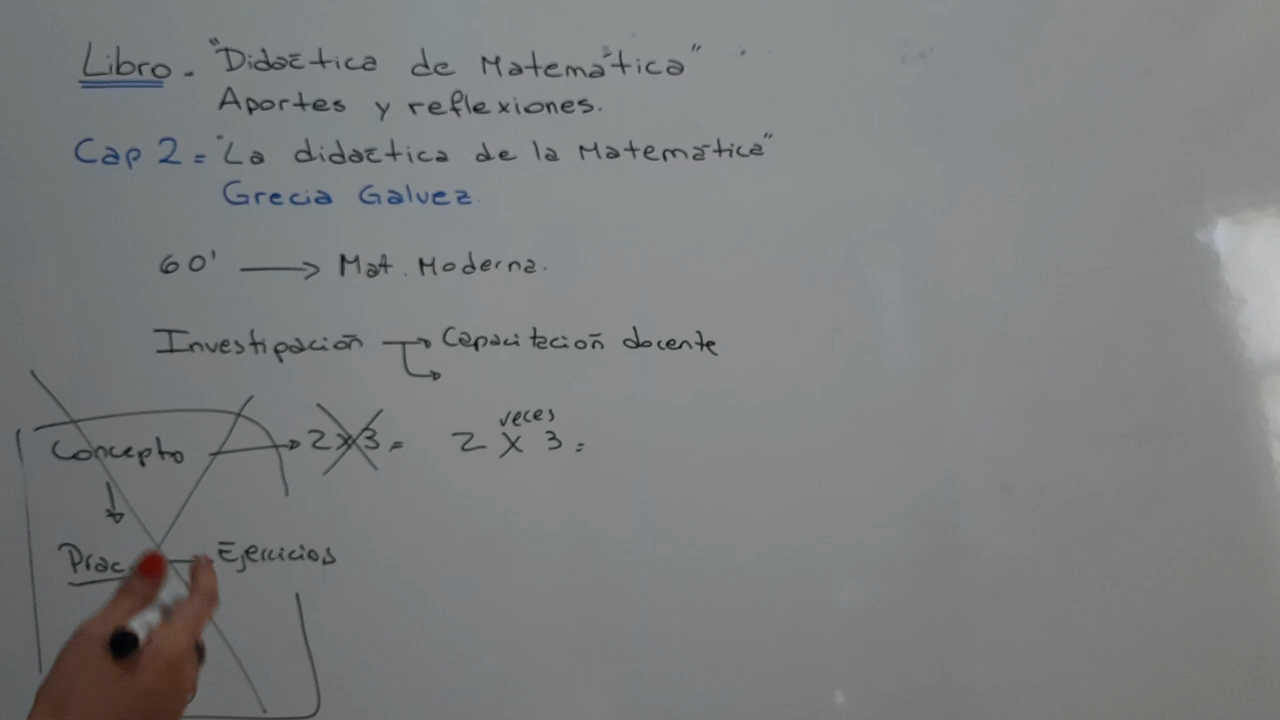 Libro. "Didáctica de Matemática"
Aportes y reflexiones.
Cap 2= "La didáctica de la Matemática"
Grecia Galvez
60' → Mat. Moderna.
Investigación → Capacitación docente
veces
Concepto → 2x3= 2 X 3 =
↓
Prac → Ejercicios